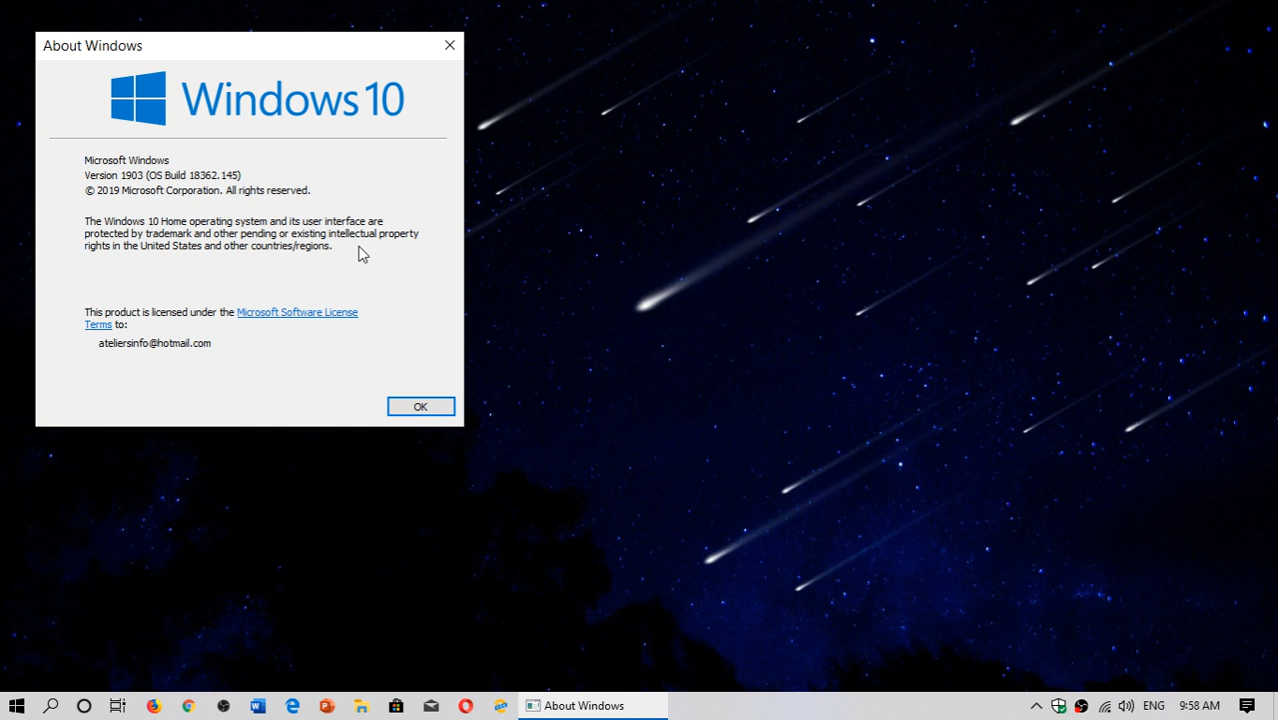 About Windows
Windows 10
Microsoft Windows
Version 1903 (OS Build 18362.145)
© 2019 Microsoft Corporation. All rights reserved.
The Windows 10 Home operating system and its user interface are
protected by trademark and other pending or existing intellectual property
rights in the United States and other countries/regions.
This product is licensed under the Microsoft Software License
Terms to:
ateliersinfo@hotmail.com
OK
About Windows
ENG
9:58 AM